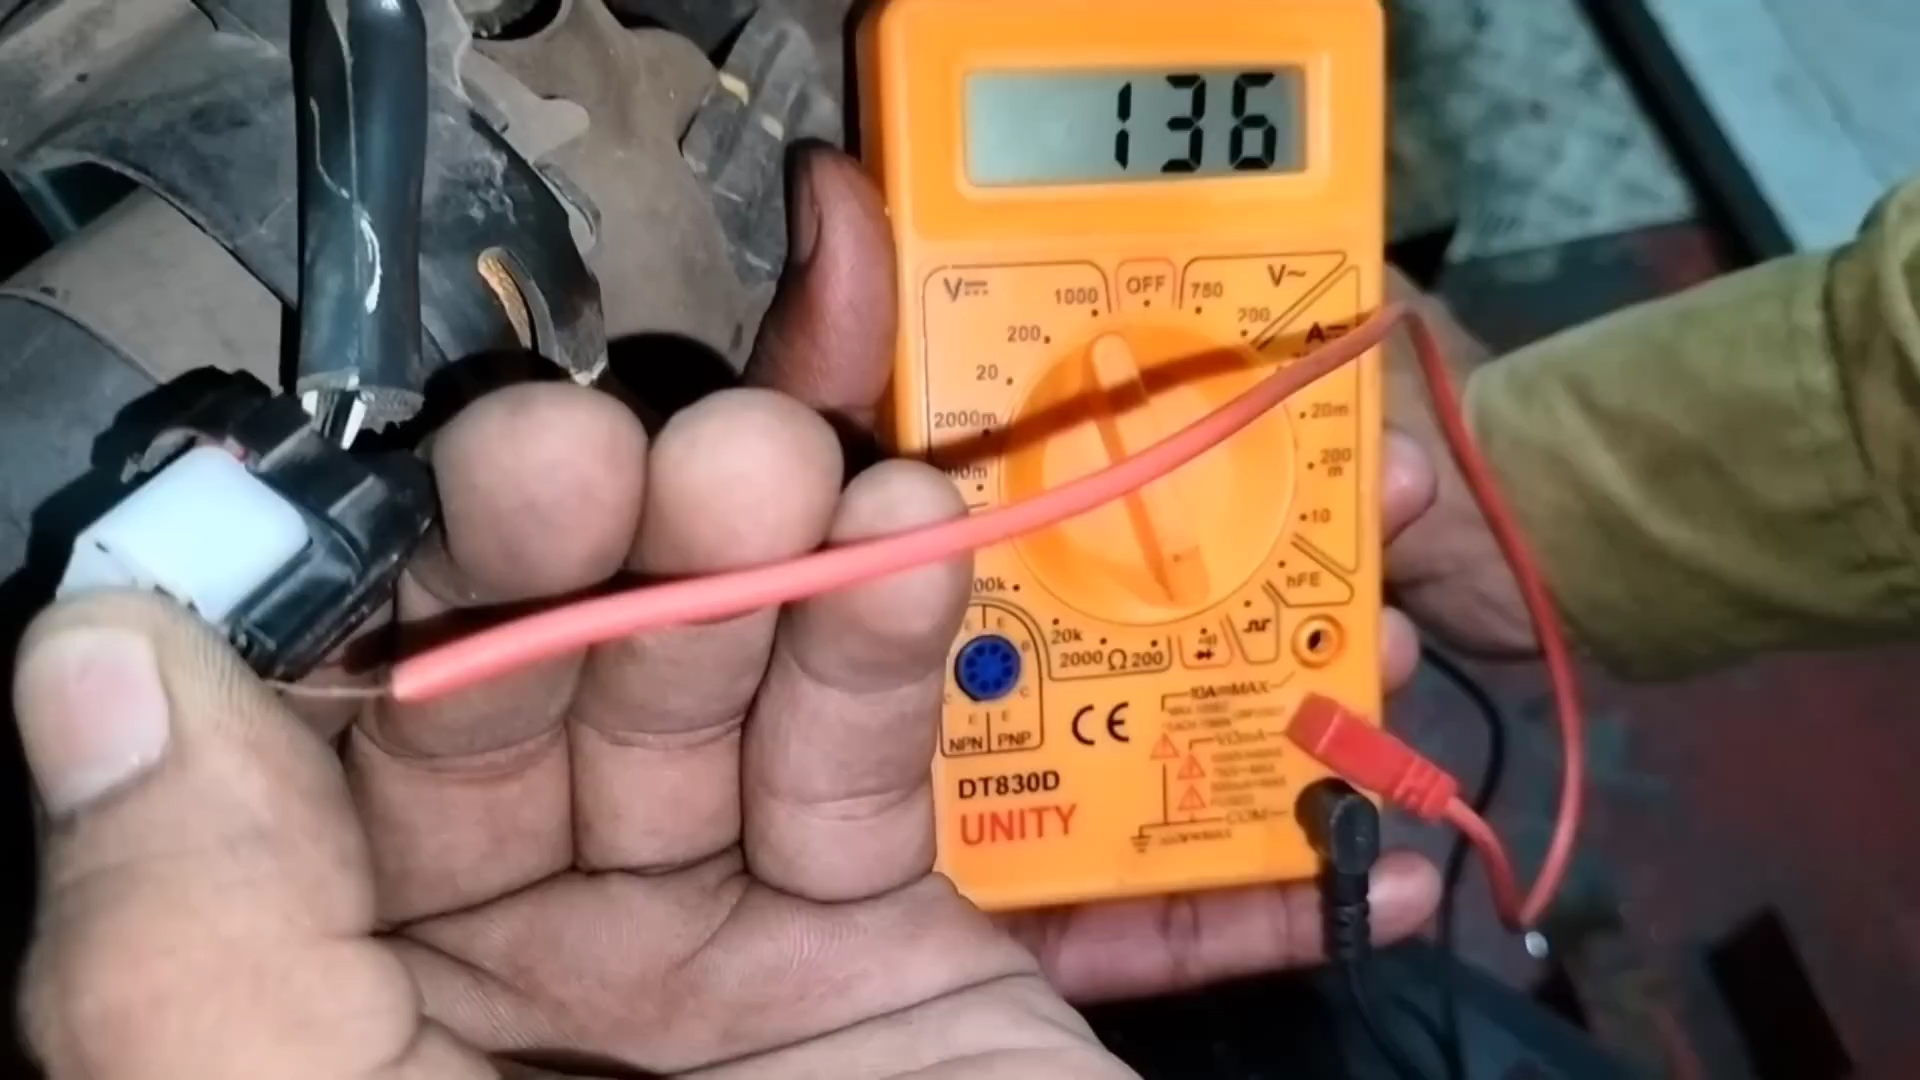 136
OFF
V
1000
750
V~
200
200
A
20
2000m
20m
200
m
10
hFE
20k
2000 Ω 200
E E
B
C
E E
NPN PNP
10A MAX
VΩmA
COM
CE
DT830D
UNITY